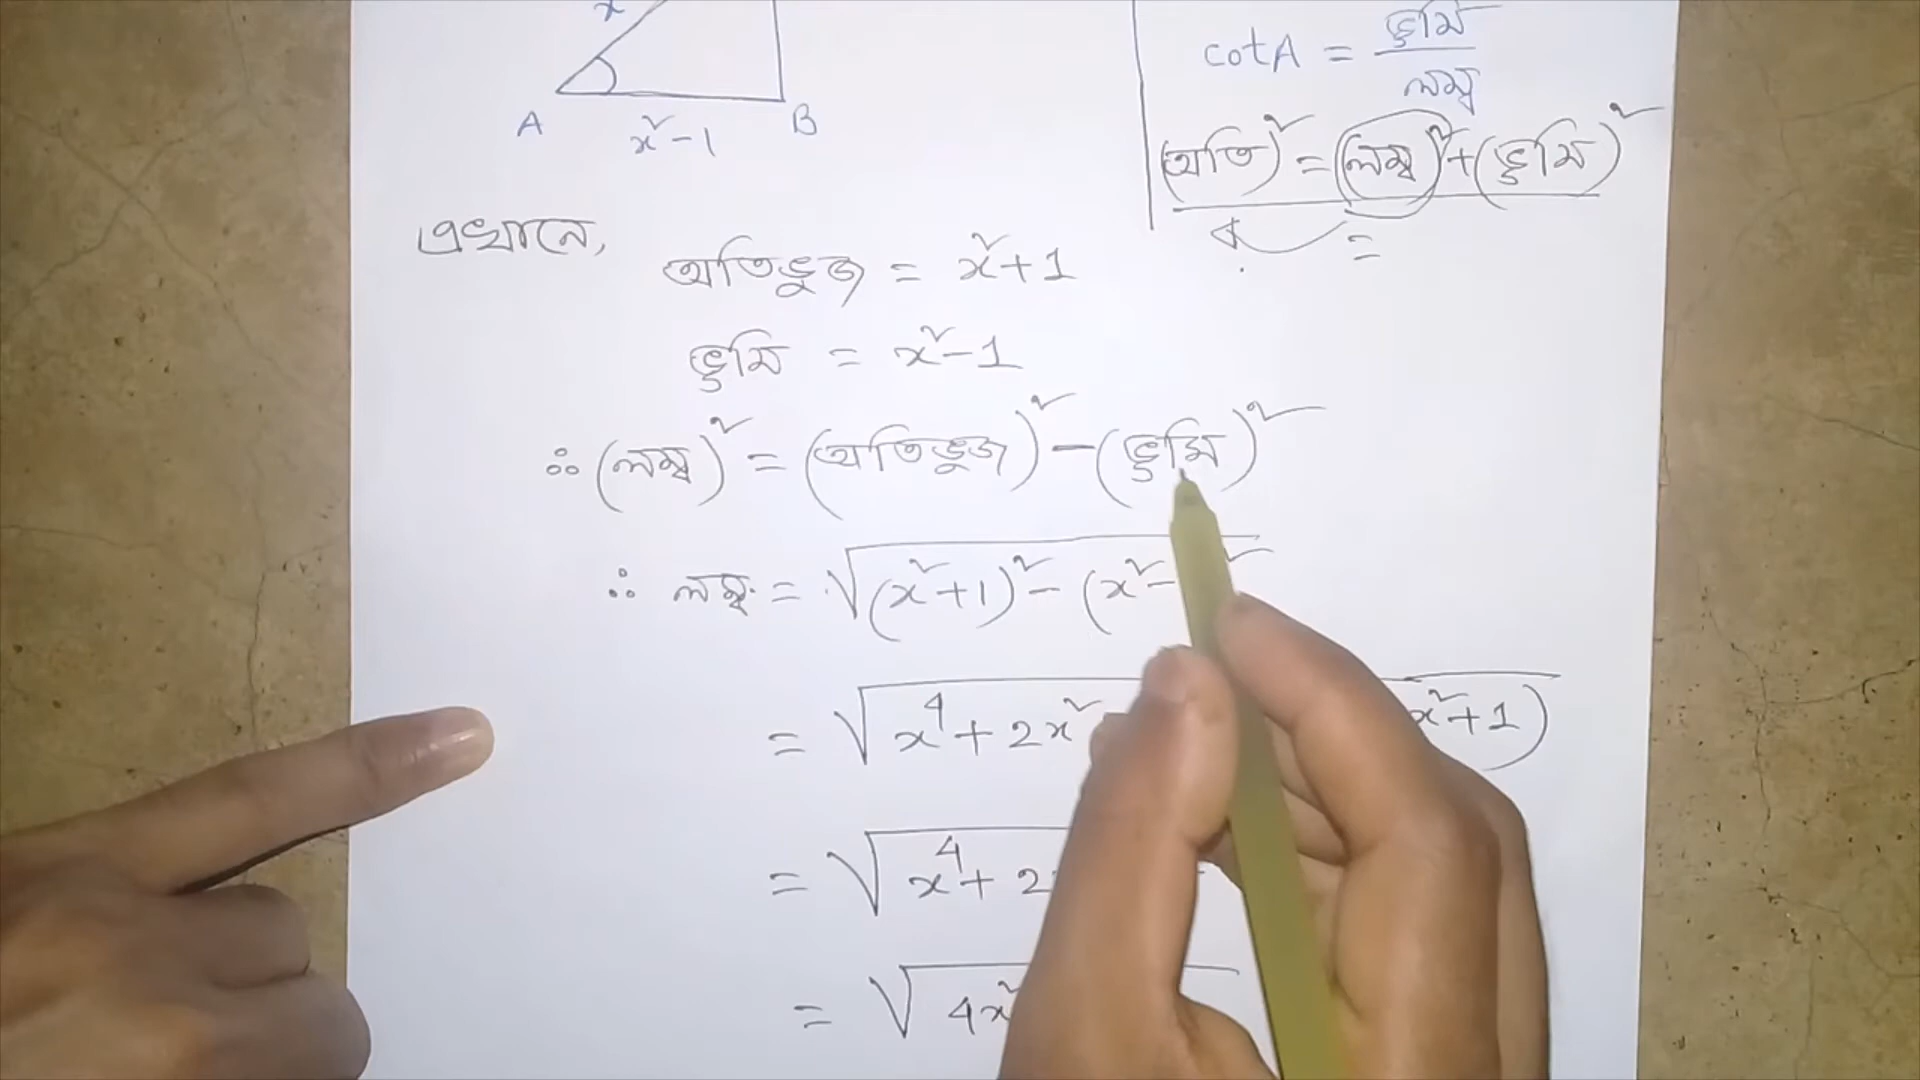 x
A x²-1 B
cotA = ভূমি/লম্ব
(অতি)² = (লম্ব)² + (ভূমি)²
=
এখানে,
অতিভুজ = x²+1
ভূমি = x²-1
∴ (লম্ব)² = (অতিভুজ)² - (ভূমি)²
∴ লম্ব = √(x²+1)² - (x²-
= √x⁴+2x² x²+1)
= √x⁴+2
= √4x²